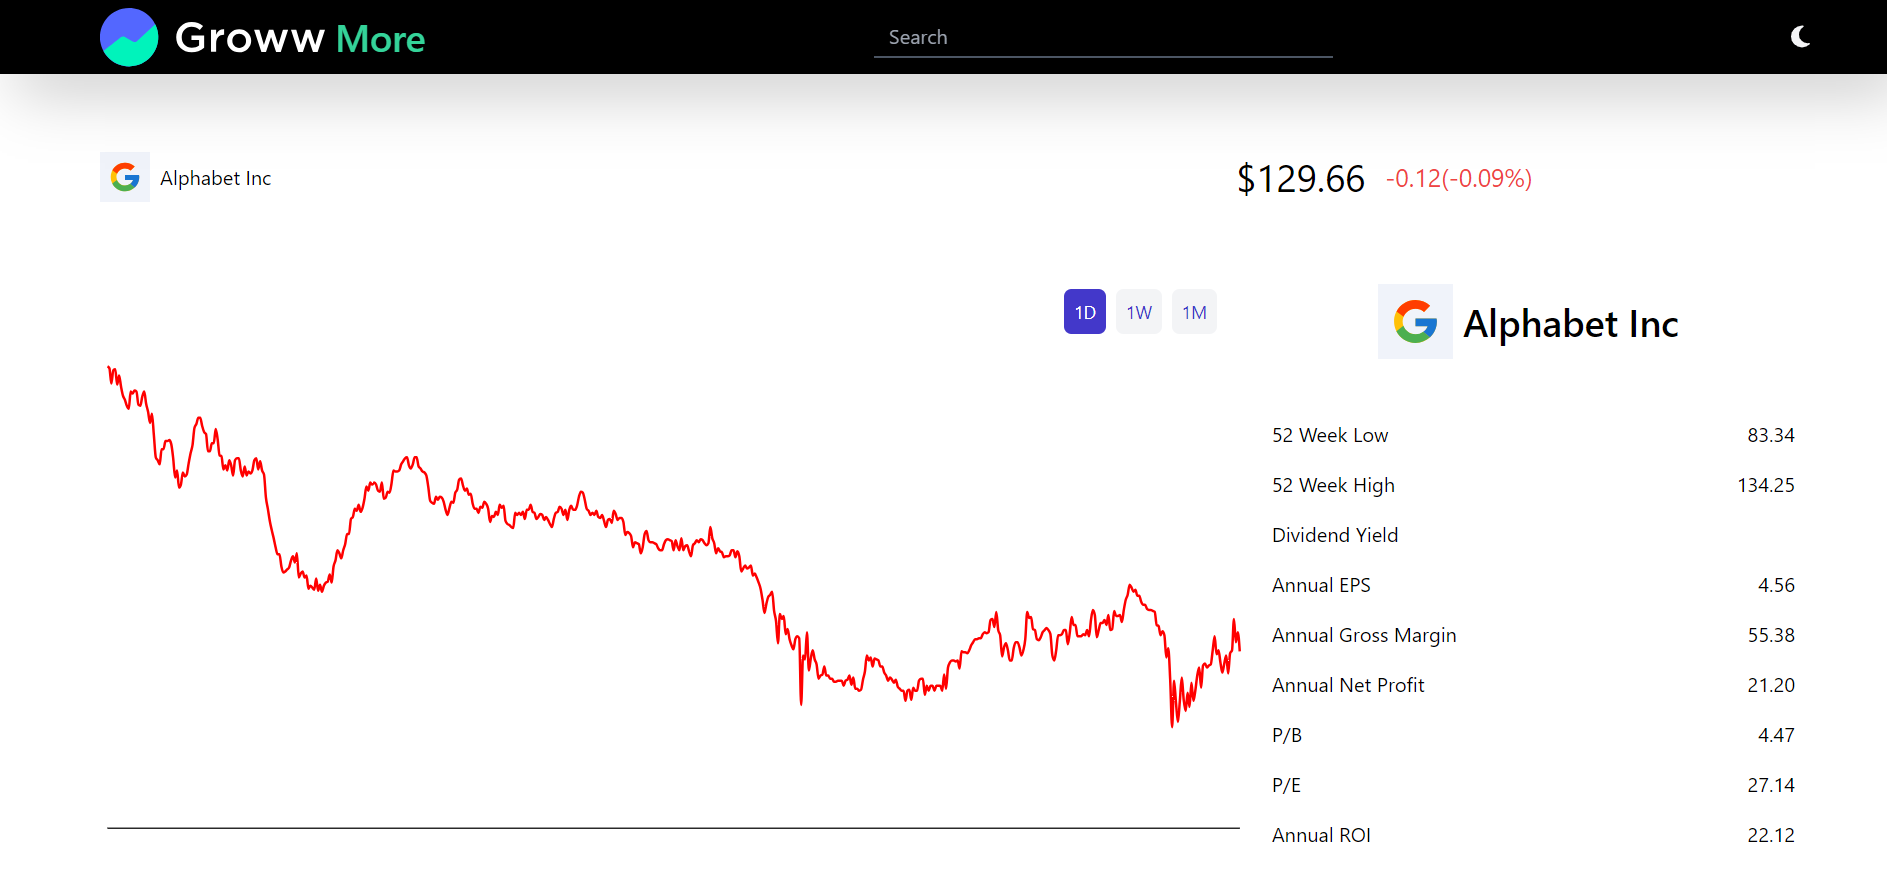 Groww More
Search
Alphabet Inc
$129.66 -0.12(-0.09%)
1D 1W 1M
Alphabet Inc
52 Week Low 83.34
52 Week High 134.25
Dividend Yield
Annual EPS 4.56
Annual Gross Margin 55.38
Annual Net Profit 21.20
P/B 4.47
P/E 27.14
Annual ROI 22.12